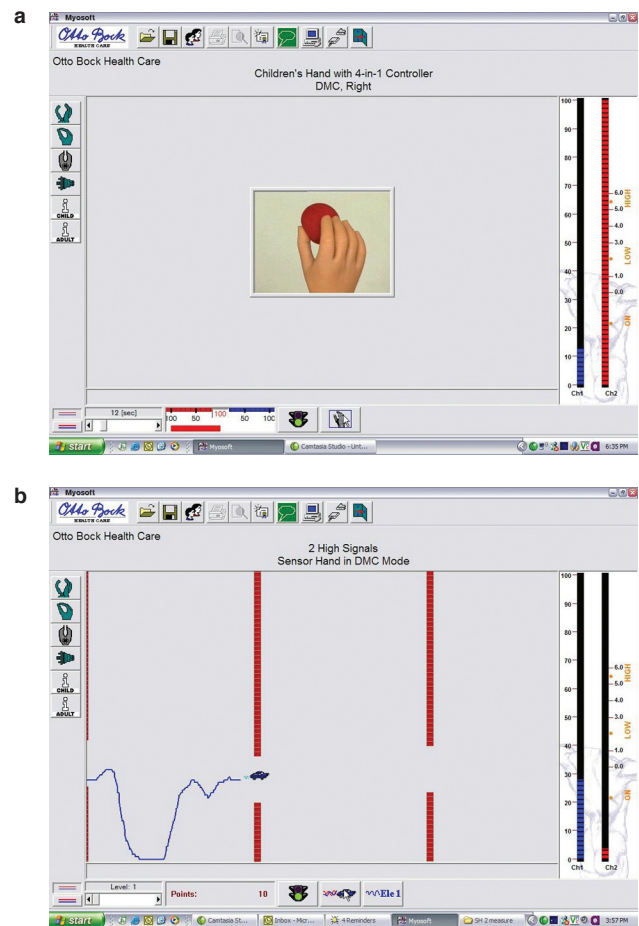 a
Myosoft
Otto Bock
HEALTH CARE
Otto Bock Health Care
Children's Hand with 4-in-1 Controller
DMC, Right
CHILD
ADULT
100
90
80
70
60
50
40
30
20
10
0
6.0
5.0
4.0
3.0
1.0
0.0
HIGH
LOW
ON
Ch1
Ch2
12 [sec]
100 50 100 50 100
start
Myosoft
Camtasia Studio - Unt...
6:35 PM
b
Myosoft
Otto Bock
HEALTH CARE
Otto Bock Health Care
2 High Signals
Sensor Hand in DMC Mode
CHILD
ADULT
100
90
80
70
60
50
40
30
20
10
0
6.0
5.0
4.0
3.0
1.0
0.0
HIGH
LOW
ON
Ch1
Ch2
Level: 1
Points: 10
Ele 1
start
Camtasia St...
Inbox - Micr...
4 Reminders
Myosoft
SH 2 measure
3:57 PM